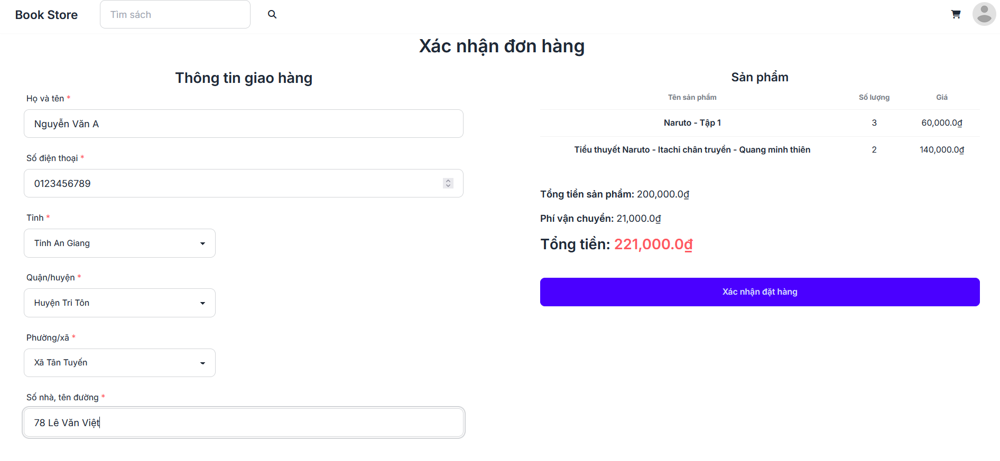 Book Store
Tìm sách
Xác nhận đơn hàng
Thông tin giao hàng
Họ và tên *
Nguyễn Văn A
Số điện thoại *
0123456789
Tỉnh *
Tỉnh An Giang
Quận/huyện *
Huyện Tri Tôn
Phường/xã *
Xã Tân Tuyến
Số nhà, tên đường *
78 Lê Văn Việt
Sản phẩm
Tên sản phẩm Số lượng Giá
Naruto - Tập 1 3 60,000.0₫
Tiểu thuyết Naruto - Itachi chân truyền - Quang minh thiên 2 140,000.0₫
Tổng tiền sản phẩm: 200,000.0₫
Phí vận chuyển: 21,000.0₫
Tổng tiền: 221,000.0₫
Xác nhận đặt hàng